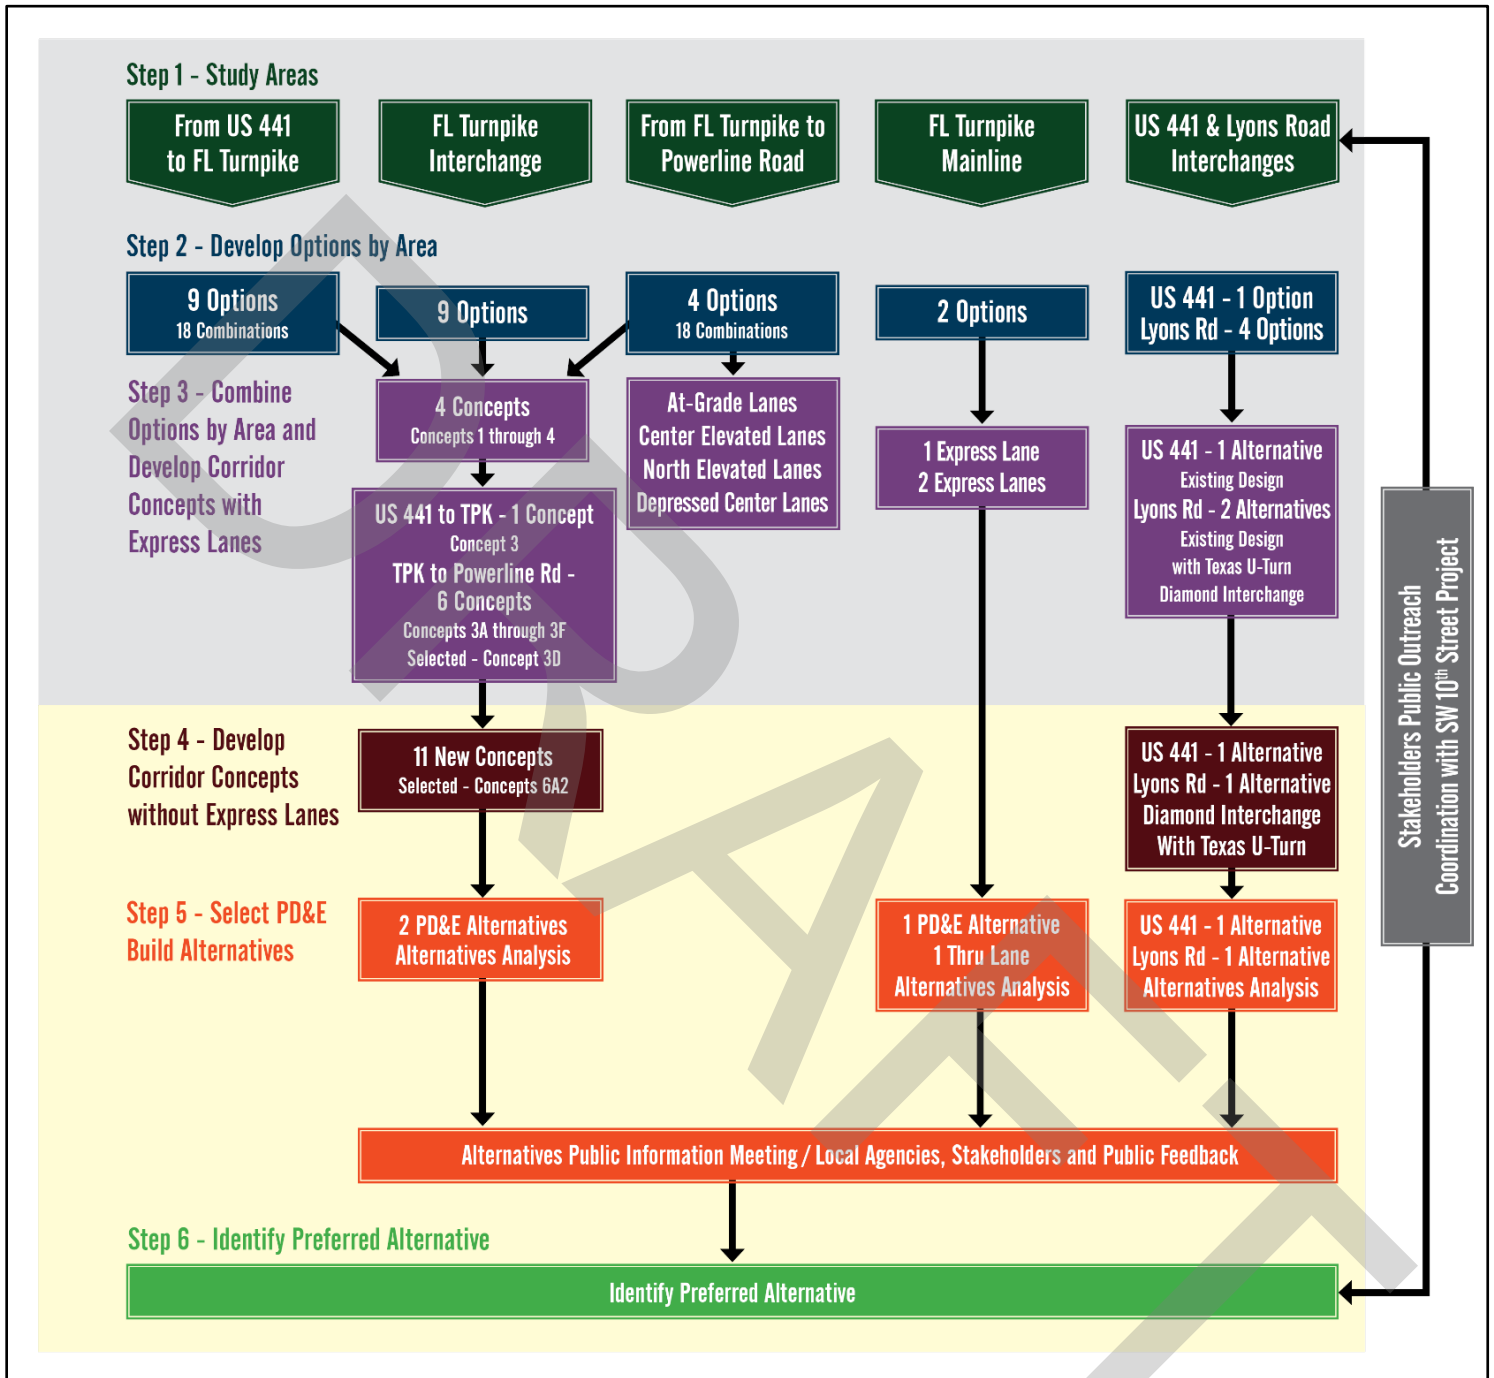 Step 1 - Study Areas
From US 441
to FL Turnpike
FL Turnpike
Interchange
From FL Turnpike to
Powerline Road
FL Turnpike
Mainline
US 441 & Lyons Road
Interchanges
Step 2 - Develop Options by Area
9 Options
18 Combinations
9 Options
4 Options
18 Combinations
2 Options
US 441 - 1 Option
Lyons Rd - 4 Options
Step 3 - Combine
Options by Area and
Develop Corridor
Concepts with
Express Lanes
4 Concepts
Concepts 1 through 4
US 441 to TPK - 1 Concept
Concept 3
TPK to Powerline Rd -
6 Concepts
Concepts 3A through 3F
Selected - Concept 3D
At-Grade Lanes
Center Elevated Lanes
North Elevated Lanes
Depressed Center Lanes
1 Express Lane
2 Express Lanes
US 441 - 1 Alternative
Existing Design
Lyons Rd - 2 Alternatives
Existing Design
with Texas U-Turn
Diamond Interchange
Step 4 - Develop
Corridor Concepts
without Express Lanes
11 New Concepts
Selected - Concepts 6A2
US 441 - 1 Alternative
Lyons Rd - 1 Alternative
Diamond Interchange
With Texas U-Turn
Step 5 - Select PD&E
Build Alternatives
2 PD&E Alternatives
Alternatives Analysis
1 PD&E Alternative
1 Thru Lane
Alternatives Analysis
US 441 - 1 Alternative
Lyons Rd - 1 Alternative
Alternatives Analysis
Alternatives Public Information Meeting / Local Agencies, Stakeholders and Public Feedback
Step 6 - Identify Preferred Alternative
Identify Preferred Alternative
Stakeholders Public Outreach
Coordination with SW 10th Street Project
DRAFT